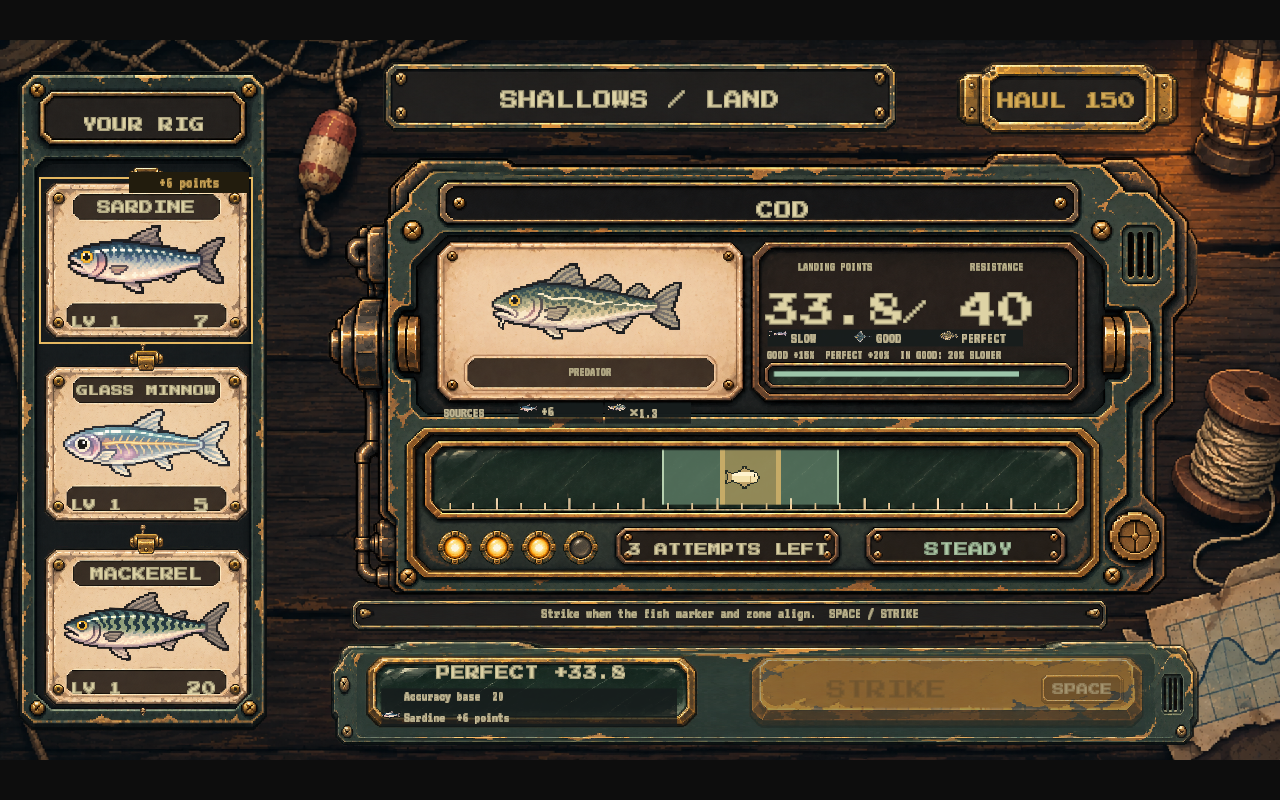 YOUR RIG
+6 points
SARDINE
LV 1 7
GLASS MINNOW
LV 1 5
MACKEREL
LV 1 20
SHALLOWS / LAND
HAUL 150
COD
PREDATOR
LANDING POINTS RESISTANCE
33.8/ 40
SLOW GOOD PERFECT
GOOD +15% PERFECT +20% IN GOOD: 20% SLOWER
SOURCES +6 ×1.3
3 ATTEMPTS LEFT
STEADY
Strike when the fish marker and zone align. SPACE / STRIKE
PERFECT +33.8
Accuracy base 20
Sardine +6 points
STRIKE SPACE